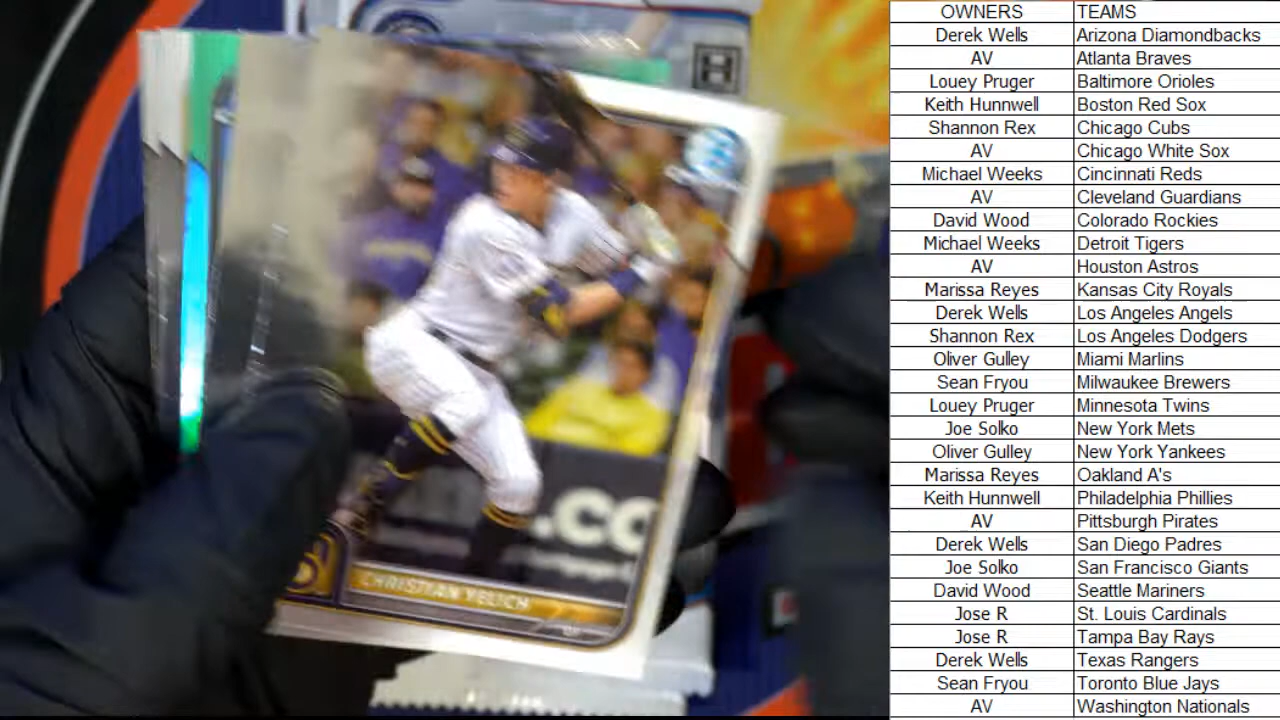 CHRISTIAN YELICH
.CO
H
OWNERS TEAMS
Derek Wells Arizona Diamondbacks
AV Atlanta Braves
Louey Pruger Baltimore Orioles
Keith Hunnwell Boston Red Sox
Shannon Rex Chicago Cubs
AV Chicago White Sox
Michael Weeks Cincinnati Reds
AV Cleveland Guardians
David Wood Colorado Rockies
Michael Weeks Detroit Tigers
AV Houston Astros
Marissa Reyes Kansas City Royals
Derek Wells Los Angeles Angels
Shannon Rex Los Angeles Dodgers
Oliver Gulley Miami Marlins
Sean Fryou Milwaukee Brewers
Louey Pruger Minnesota Twins
Joe Solko New York Mets
Oliver Gulley New York Yankees
Marissa Reyes Oakland A's
Keith Hunnwell Philadelphia Phillies
AV Pittsburgh Pirates
Derek Wells San Diego Padres
Joe Solko San Francisco Giants
David Wood Seattle Mariners
Jose R St. Louis Cardinals
Jose R Tampa Bay Rays
Derek Wells Texas Rangers
Sean Fryou Toronto Blue Jays
AV Washington Nationals